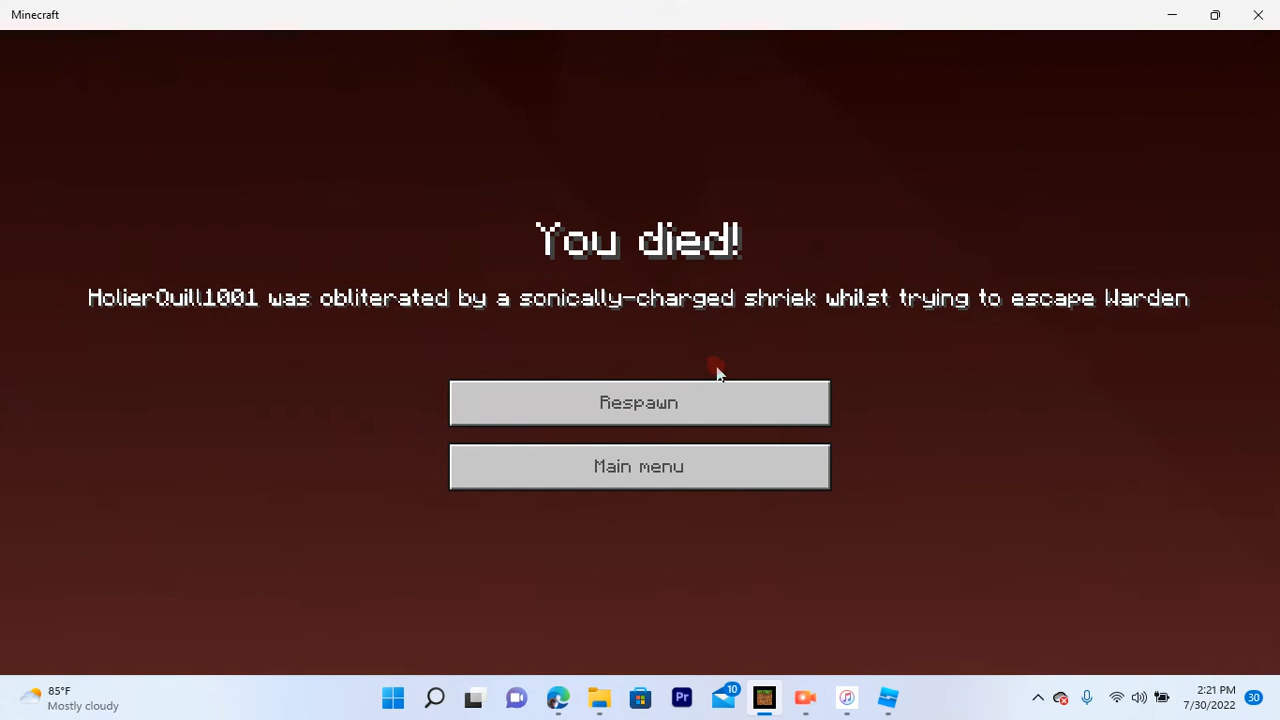 Minecraft
You died!
HolierQuill1001 was obliterated by a sonically-charged shriek whilst trying to escape Warden
Respawn
Main menu
85°F
Mostly cloudy
Pr
10
2:21 PM
7/30/2022
30